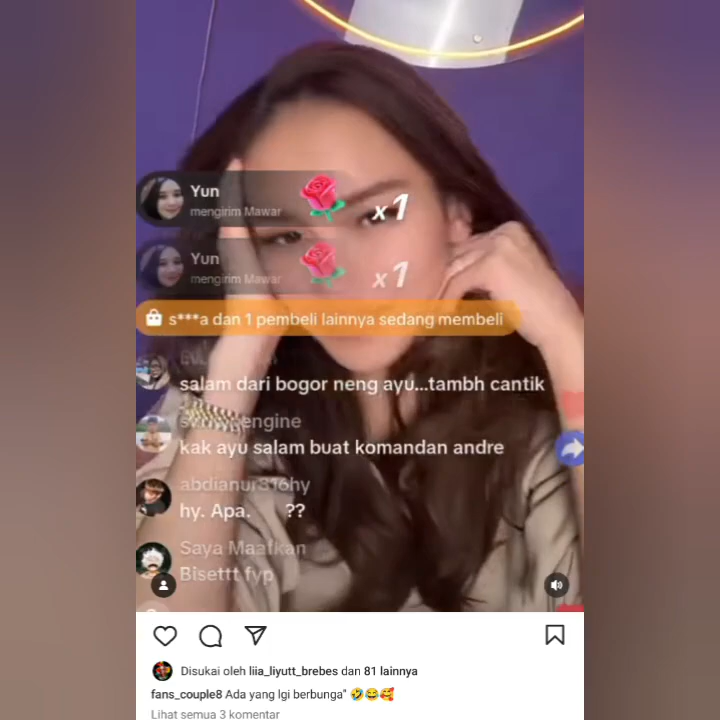 Yun
mengirim Mawar
x1
Yun
mengirim Mawar
x1
s***a dan 1 pembeli lainnya sedang membeli
salam dari bogor neng ayu...tambh cantik
kak ayu salam buat komandan andre
abdianur316hy
hy. Apa. ??
Saya Maafkan
Bisettt fyp
Disukai oleh liia_liyutt_brebes dan 81 lainnya
fans_couple8 Ada yang lgi berbunga" 🤣😂🥰
Lihat semua 3 komentar